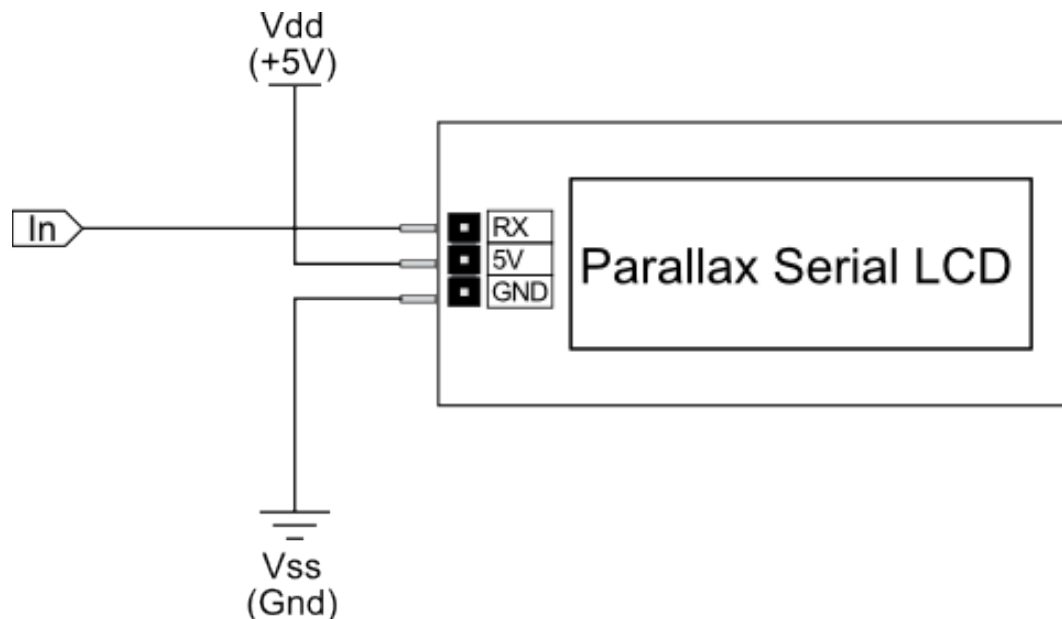 Vdd
(+5V)
In
RX
5V
GND
Parallax Serial LCD
Vss
(Gnd)